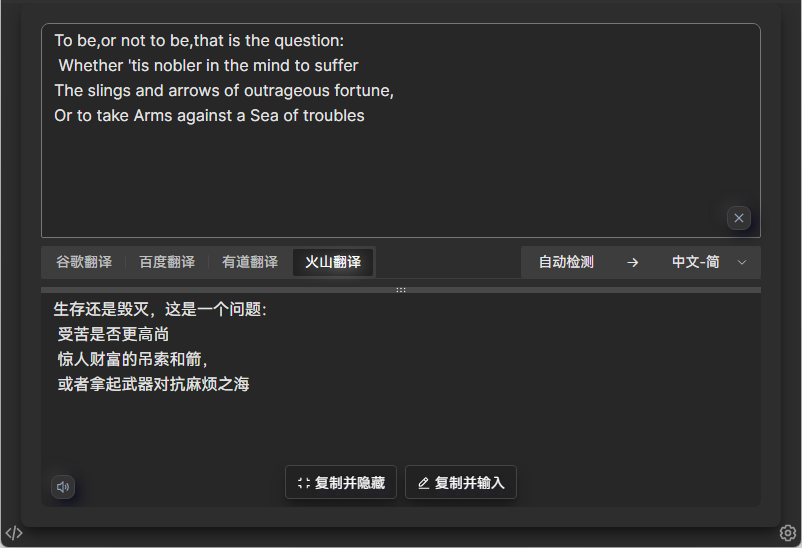 To be,or not to be,that is the question:
Whether 'tis nobler in the mind to suffer
The slings and arrows of outrageous fortune,
Or to take Arms against a Sea of troubles
谷歌翻译 百度翻译 有道翻译 火山翻译 自动检测 → 中文-简
生存还是毁灭，这是一个问题：
受苦是否更高尚
惊人财富的吊索和箭，
或者拿起武器对抗麻烦之海
复制并隐藏 复制并输入